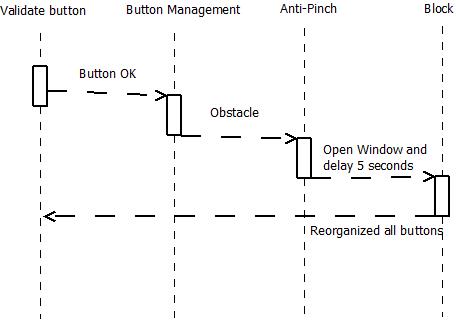 Validate button
Button Management
Anti-Pinch
Block
Button OK
Obstacle
Open Window and
delay 5 seconds
Reorganized all buttons